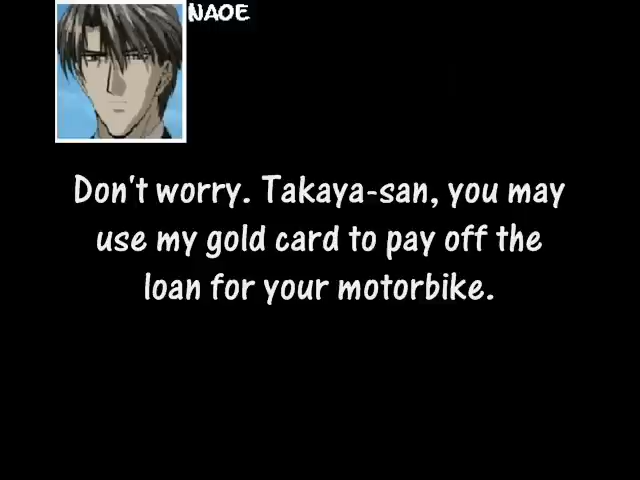 NAOE
Don't worry. Takaya-san, you may
use my gold card to pay off the
loan for your motorbike.